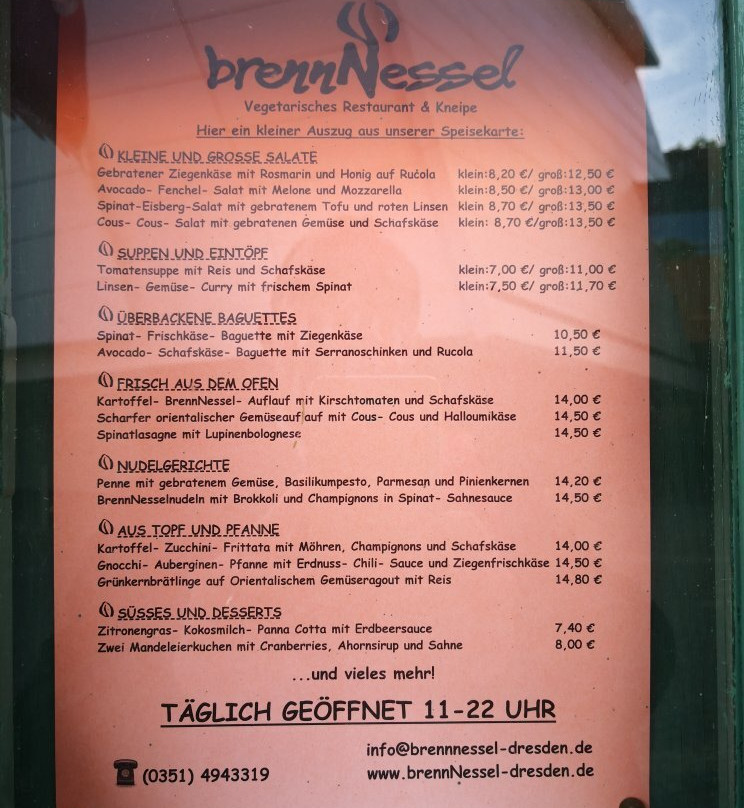 brennNessel
Vegetarisches Restaurant & Kneipe
Hier ein kleiner Auszug aus unserer Speisekarte:
KLEINE UND GROSSE SALATE
Gebratener Ziegenkäse mit Rosmarin und Honig auf Rucola klein:8,20 €/ groß:12,50 €
Avocado- Fenchel- Salat mit Melone und Mozzarella klein:8,50 €/ groß:13,00 €
Spinat-Eisberg-Salat mit gebratenem Tofu und roten Linsen klein 8,70 €/ groß:13,50 €
Cous- Cous- Salat mit gebratenen Gemüse und Schafskäse klein: 8,70 €/groß:13,50 €
SUPPEN UND EINTÖPF
Tomatensuppe mit Reis und Schafskäse klein:7,00 €/ groß:11,00 €
Linsen- Gemüse- Curry mit frischem Spinat klein:7,50 €/ groß:11,70 €
ÜBERBACKENE BAGUETTES
Spinat- Frischkäse- Baguette mit Ziegenkäse 10,50 €
Avocado- Schafskäse- Baguette mit Serranoschinken und Rucola 11,50 €
FRISCH AUS DEM OFEN
Kartoffel- BrennNessel- Auflauf mit Kirschtomaten und Schafskäse 14,00 €
Scharfer orientalischer Gemüseauflauf mit Cous- Cous und Halloumikäse 14,50 €
Spinatlasagne mit Lupinenbolognese 14,50 €
NUDELGERICHTE
Penne mit gebratenem Gemüse, Basilikumpesto, Parmesan und Pinienkernen 14,20 €
BrennNesselnudeln mit Brokkoli und Champignons in Spinat- Sahnesauce 14,50 €
AUS TOPF UND PFANNE
Kartoffel- Zucchini- Frittata mit Möhren, Champignons und Schafskäse 14,00 €
Gnocchi- Auberginen- Pfanne mit Erdnuss- Chili- Sauce und Ziegenfrischkäse 14,50 €
Grünkernbrätlinge auf Orientalischem Gemüseragout mit Reis 14,80 €
SÜSSES UND DESSERTS
Zitronengras- Kokosmilch- Panna Cotta mit Erdbeersauce 7,40 €
Zwei Mandeleierkuchen mit Cranberries, Ahornsirup und Sahne 8,00 €
...und vieles mehr!
TÄGLICH GEÖFFNET 11-22 UHR
info@brennnessel-dresden.de
(0351) 4943319 www.brennNessel-dresden.de